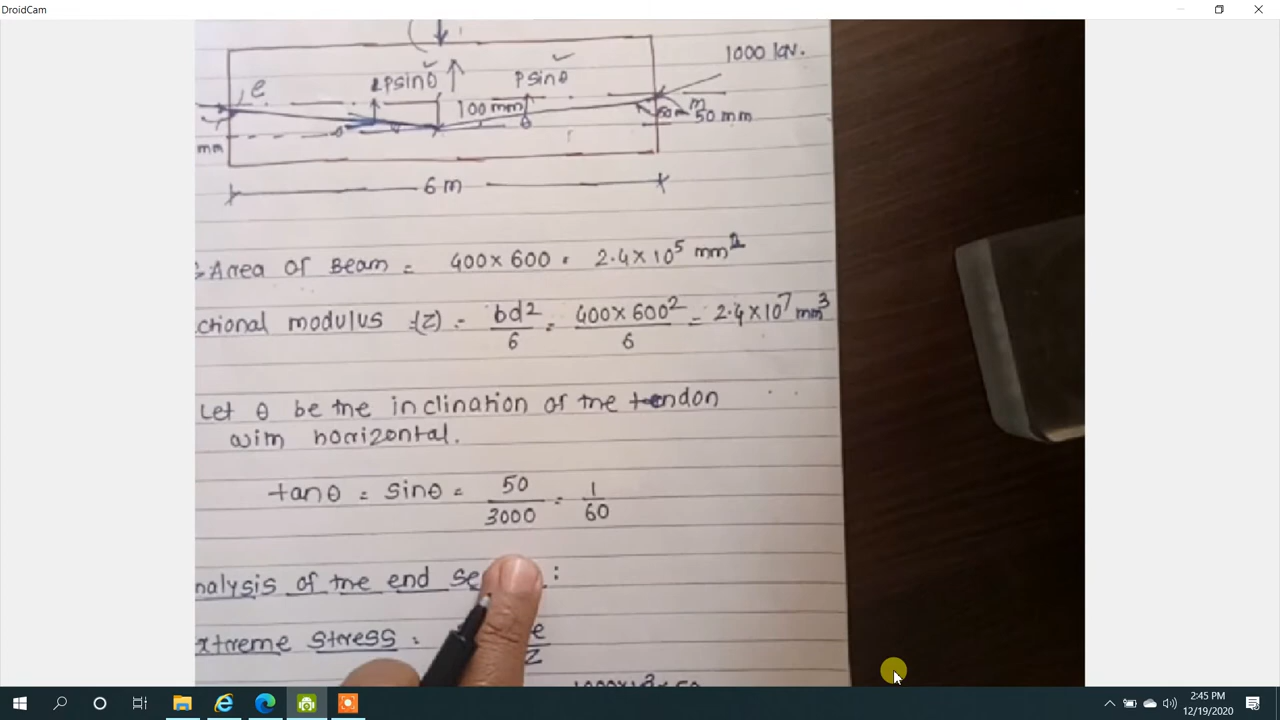 DroidCam
1000 kN.
2Psinθ
Psinθ
e
100 mm
50 mm
50 mm
mm
6 m
Area of Beam = 400 x 600 = 2.4 x 10⁵ mm²
ctional modulus (Z) = bd²/6 = 400 x 600²/6 = 2.4 x 10⁷ mm³
Let θ be the inclination of the tendon
with horizontal.
tanθ = sinθ = 50/3000 = 1/60
nalysis of the end se :
xtreme stress =
e
Z
2:45 PM
12/19/2020